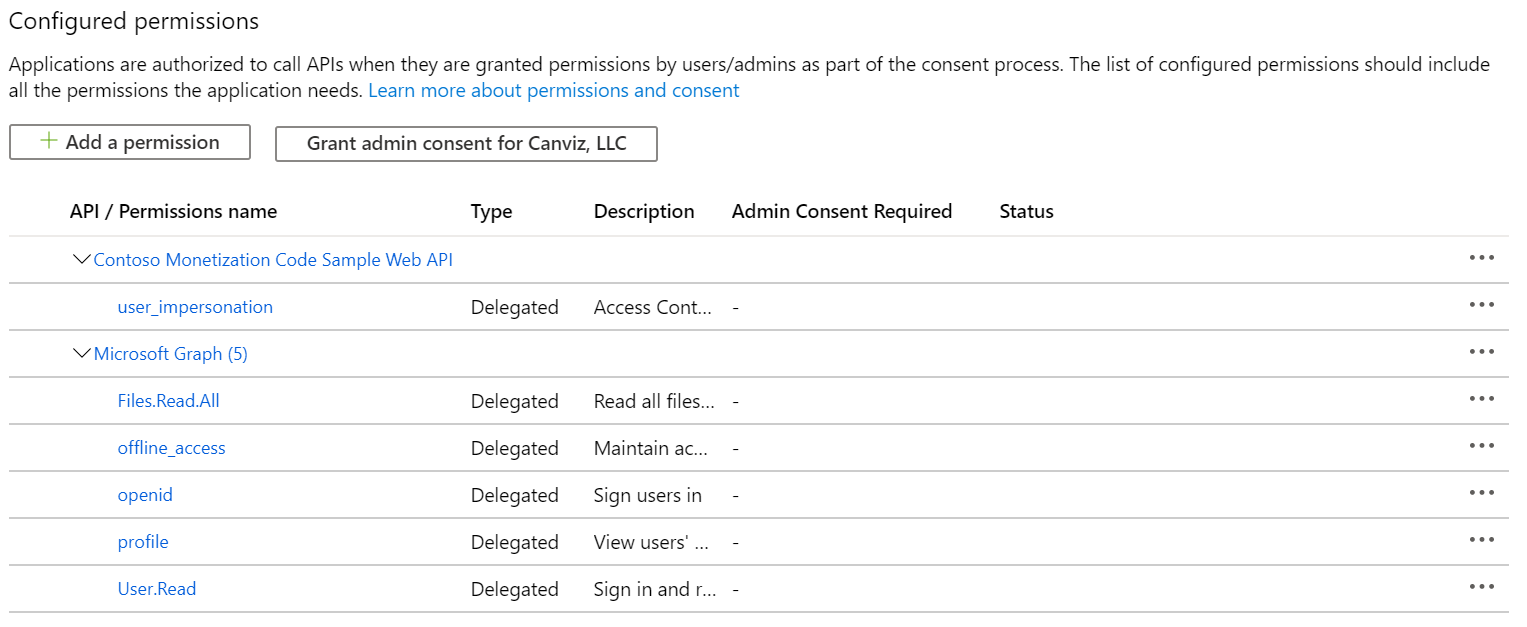 Configured permissions
Applications are authorized to call APIs when they are granted permissions by users/admins as part of the consent process. The list of configured permissions should include
all the permissions the application needs. Learn more about permissions and consent
+ Add a permission Grant admin consent for Canviz, LLC
API / Permissions name Type Description Admin Consent Required Status
Contoso Monetization Code Sample Web API ...
user_impersonation Delegated Access Cont... - ...
Microsoft Graph (5) ...
Files.Read.All Delegated Read all files... - ...
offline_access Delegated Maintain ac... - ...
openid Delegated Sign users in - ...
profile Delegated View users' ... - ...
User.Read Delegated Sign in and r... - ...